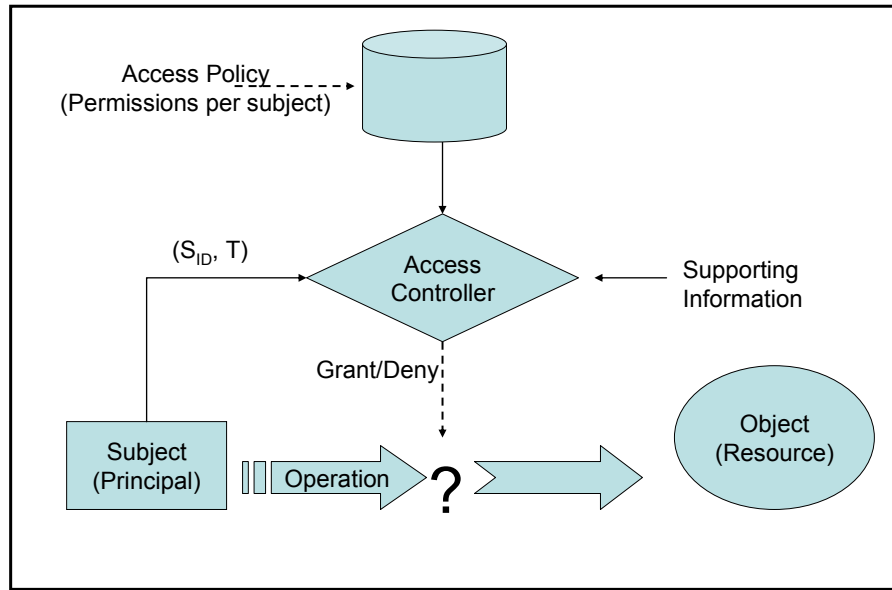 Access Policy
(Permissions per subject)
(S_ID, T)
Access
Controller
Supporting
Information
Grant/Deny
Subject
(Principal)
Operation
?
Object
(Resource)